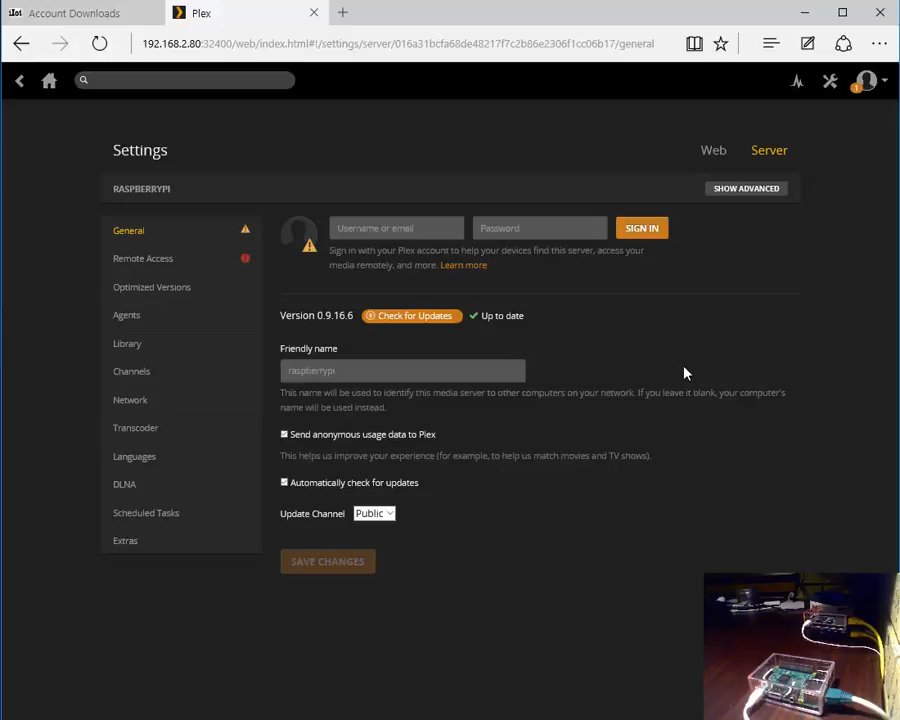 iIot Account Downloads
Plex
192.168.2.80:32400/web/index.html#!/settings/server/016a31bcfa68de48217f7c2b86e2306f1cc06b17/general
1
Settings
Web
Server
RASPBERRYPI
SHOW ADVANCED
General
Remote Access
Optimized Versions
Agents
Library
Channels
Network
Transcoder
Languages
DLNA
Scheduled Tasks
Extras
Username or email
Password
SIGN IN
Sign in with your Plex account to help your devices find this server, access your
media remotely, and more. Learn more
Version 0.9.16.6 Check for Updates Up to date
Friendly name
raspberrypi
This name will be used to identify this media server to other computers on your network. If you leave it blank, your computer's
name will be used instead.
Send anonymous usage data to Plex
This helps us improve your experience (for example, to help us match movies and TV shows).
Automatically check for updates
Update Channel Public
SAVE CHANGES